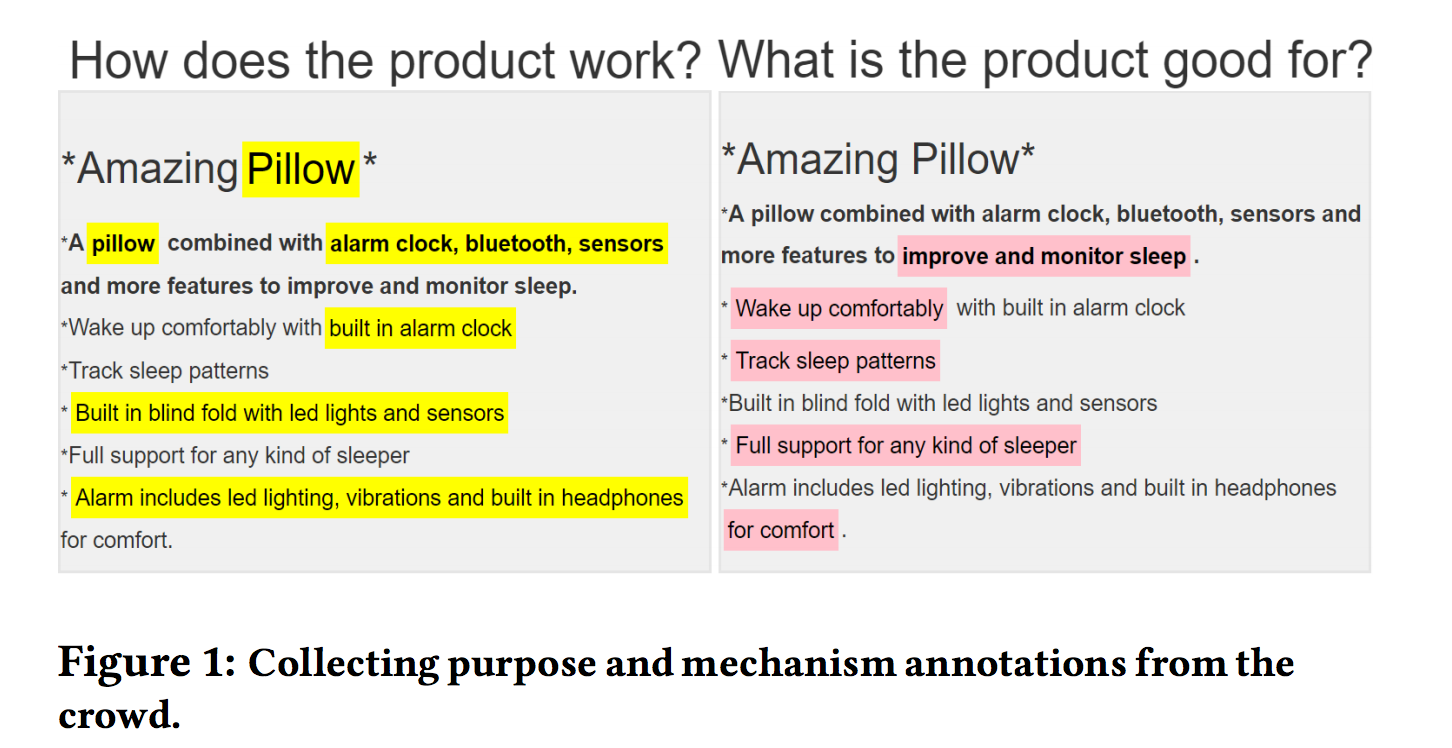 How does the product work?
*Amazing Pillow *
*A pillow combined with alarm clock, bluetooth, sensors
and more features to improve and monitor sleep.
*Wake up comfortably with built in alarm clock
*Track sleep patterns
* Built in blind fold with led lights and sensors
*Full support for any kind of sleeper
* Alarm includes led lighting, vibrations and built in headphones
for comfort.
What is the product good for?
*Amazing Pillow*
*A pillow combined with alarm clock, bluetooth, sensors and
more features to improve and monitor sleep .
* Wake up comfortably with built in alarm clock
* Track sleep patterns
*Built in blind fold with led lights and sensors
* Full support for any kind of sleeper
*Alarm includes led lighting, vibrations and built in headphones
for comfort .
Figure 1: Collecting purpose and mechanism annotations from the
crowd.